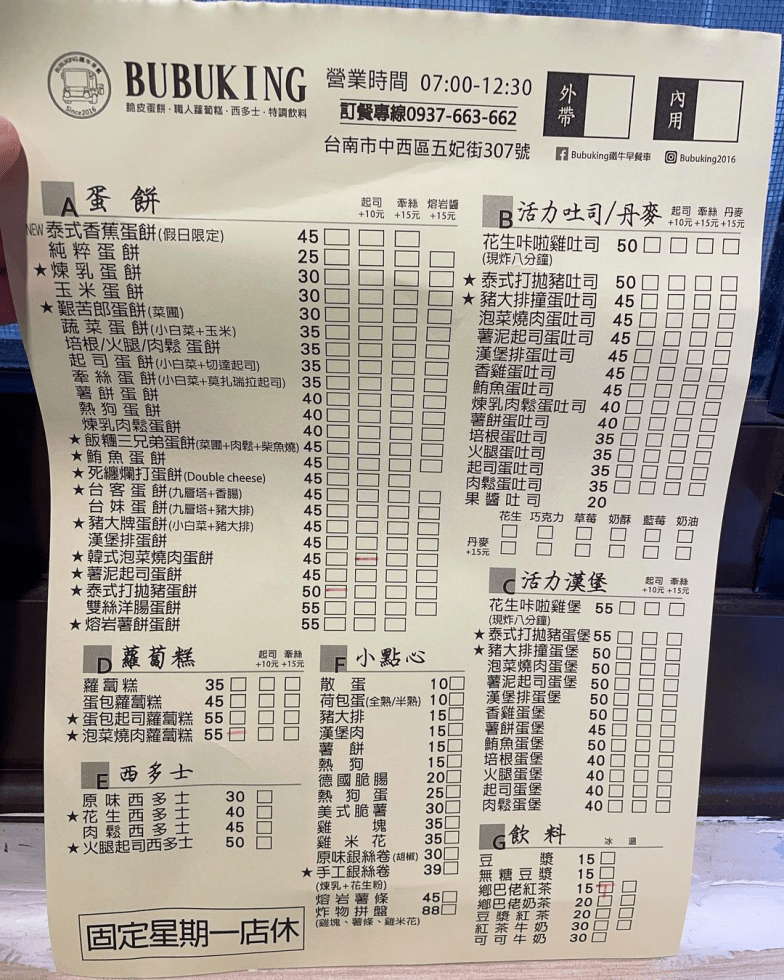 BUBUKING鐵牛早餐
Since2016
BUBUKING
脆皮蛋餅・職人蘿蔔糕・西多士・特調飲料
營業時間 07:00-12:30
訂餐專線0937-663-662
台南市中西區五妃街307號
外帶
內用
Bubuking鐵牛早餐車 Bubuking2016
A 蛋餅 起司+10元 牽絲+15元 熔岩醬+15元
NEW 泰式香蕉蛋餅(假日限定) 45
純粹蛋餅 25
★煉乳蛋餅 30
玉米蛋餅 30
★艱苦郎蛋餅(菜圃) 30
蔬菜蛋餅(小白菜+玉米) 35
培根/火腿/肉鬆 蛋餅 35
起司蛋餅(小白菜+切達起司) 35
牽絲蛋餅(小白菜+莫扎瑞拉起司) 35
薯餅蛋餅 40
熱狗蛋餅 40
煉乳肉鬆蛋餅 40
★飯糰三兄弟蛋餅(菜圃+肉鬆+柴魚燒) 45
★鮪魚蛋餅 45
★死纏爛打蛋餅(Double cheese) 45
★台客蛋餅(九層塔+香腸) 45
台妹蛋餅(九層塔+豬大排) 45
★豬大牌蛋餅(小白菜+豬大排) 45
漢堡排蛋餅 45
★韓式泡菜燒肉蛋餅 45
★薯泥起司蛋餅 45
★泰式打拋豬蛋餅 50
雙絲洋腸蛋餅 55
★熔岩薯餅蛋餅 55
B 活力吐司/丹麥 起司+10元 牽絲+15元 丹麥+15元
花生咔啦雞吐司 50
(現炸八分鐘)
★泰式打拋豬吐司 50
★豬大排撞蛋吐司 45
泡菜燒肉蛋吐司 45
薯泥起司蛋吐司 45
漢堡排蛋吐司 45
香雞蛋吐司 45
鮪魚蛋吐司 45
煉乳肉鬆蛋吐司 40
薯餅蛋吐司 40
培根蛋吐司 35
火腿蛋吐司 35
起司蛋吐司 35
肉鬆蛋吐司 35
果醬吐司 20
花生 巧克力 草莓 奶酥 藍莓 奶油
丹麥
+15元
C 活力漢堡 起司+10元 牽絲+15元
花生咔啦雞堡 55
(現炸八分鐘)
★泰式打拋豬蛋堡 55
★豬大排撞蛋堡 50
泡菜燒肉蛋堡 50
薯泥起司蛋堡 50
漢堡排蛋堡 50
香雞蛋堡 50
薯餅蛋堡 45
鮪魚蛋堡 50
培根蛋堡 40
火腿蛋堡 40
起司蛋堡 40
肉鬆蛋堡 40
D 蘿蔔糕 起司+10元 牽絲+15元
蘿蔔糕 35
蛋包蘿蔔糕 45
★蛋包起司蘿蔔糕 55
★泡菜燒肉蘿蔔糕 55
E 西多士
原味西多士 30
★花生西多士 40
肉鬆西多士 45
★火腿起司西多士 50
F 小點心
散蛋 10
荷包蛋(全熟/半熟) 10
豬大排 15
漢堡肉 15
薯餅 15
熱狗 15
德國脆腸 20
熱狗蛋 25
美式脆薯 30
雞塊 35
雞米花 35
原味銀絲卷(胡椒) 30
★手工銀絲卷 39
(煉乳+花生粉)
熔岩薯條 45
炸物拼盤 88
(雞塊、薯條、雞米花)
G 飲料 冰 溫
豆漿 15
無糖豆漿 15
鄉巴佬紅茶 15
鄉巴佬奶茶 20
豆漿紅茶 20
紅茶牛奶 30
可可牛奶 30
固定星期一店休